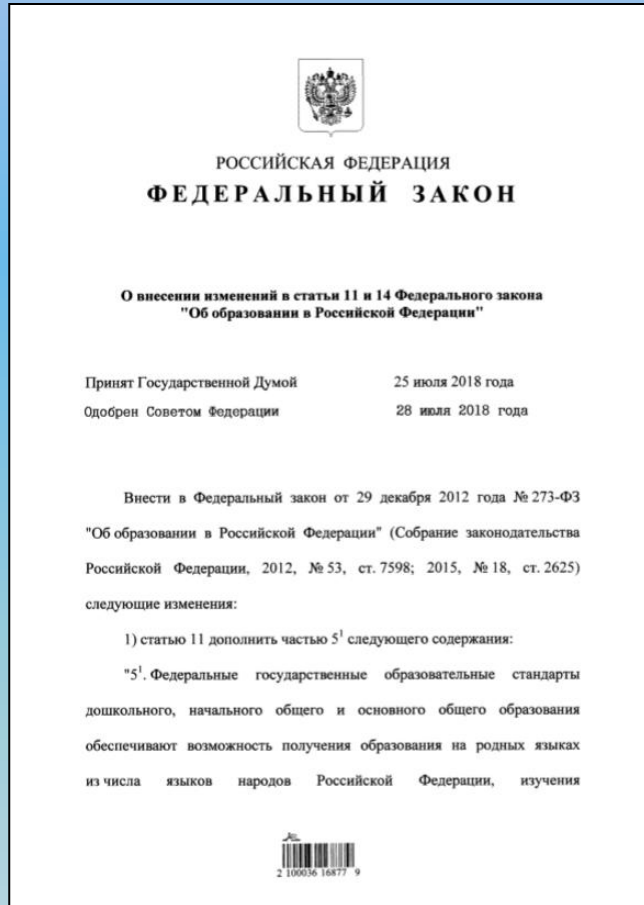 РОССИЙСКАЯ ФЕДЕРАЦИЯ
ФЕДЕРАЛЬНЫЙ ЗАКОН
О внесении изменений в статьи 11 и 14 Федерального закона
"Об образовании в Российской Федерации"
Принят Государственной Думой 25 июля 2018 года
Одобрен Советом Федерации 28 июля 2018 года
Внести в Федеральный закон от 29 декабря 2012 года № 273-ФЗ
"Об образовании в Российской Федерации" (Собрание законодательства
Российской Федерации, 2012, № 53, ст. 7598; 2015, № 18, ст. 2625)
следующие изменения:
1) статью 11 дополнить частью 5¹ следующего содержания:
"5¹. Федеральные государственные образовательные стандарты
дошкольного, начального общего и основного общего образования
обеспечивают возможность получения образования на родных языках
из числа языков народов Российской Федерации, изучения
2 100036 16877 9